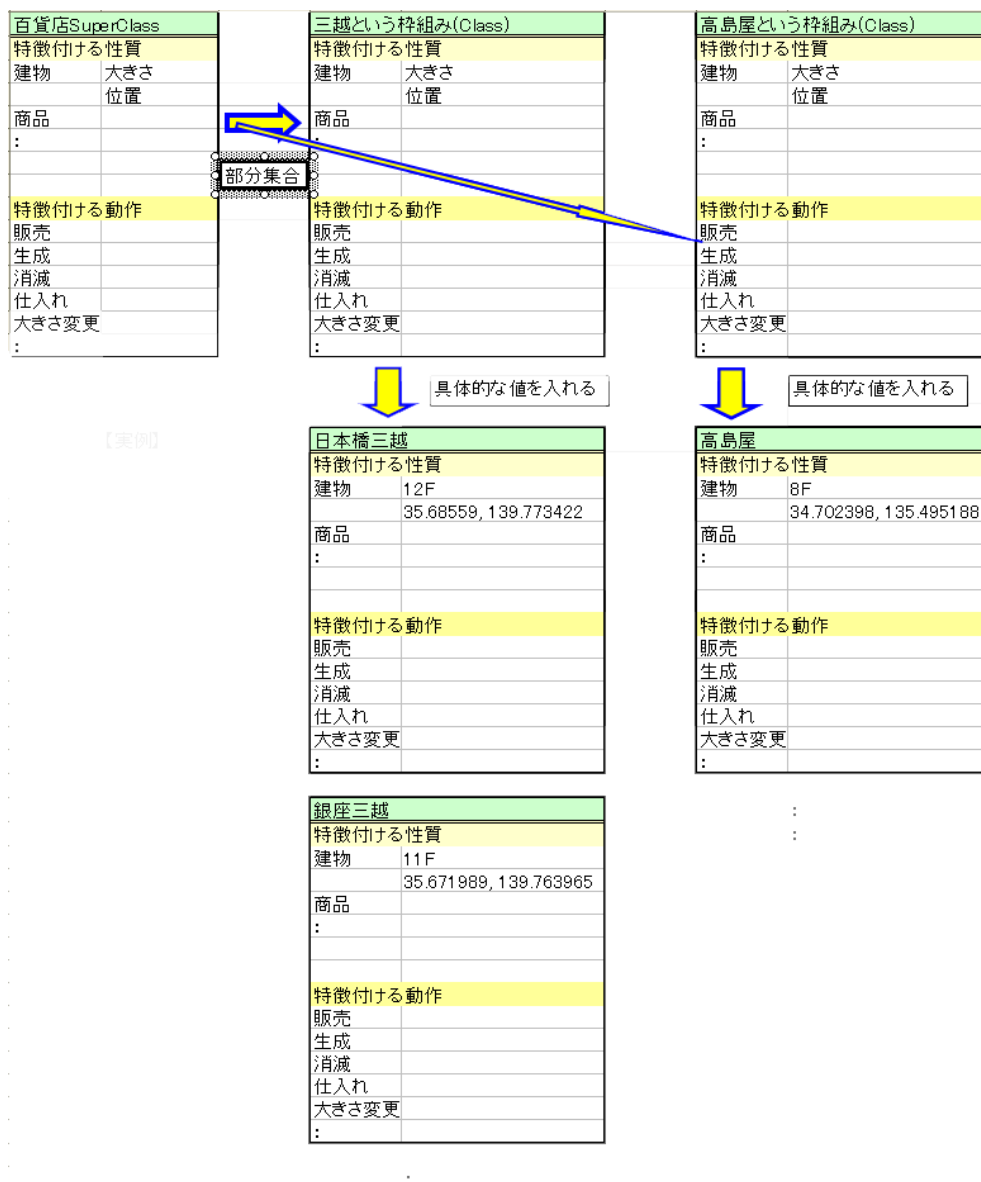 百貨店SuperClass
特徴付ける性質
建物 大きさ
位置
商品
:
特徴付ける動作
販売
生成
消滅
仕入れ
大きさ変更
:
部分集合
三越という枠組み(Class)
特徴付ける性質
建物 大きさ
位置
商品
:
特徴付ける動作
販売
生成
消滅
仕入れ
大きさ変更
:
高島屋という枠組み(Class)
特徴付ける性質
建物 大きさ
位置
商品
:
特徴付ける動作
販売
生成
消滅
仕入れ
大きさ変更
:
具体的な値を入れる
具体的な値を入れる
【実例】
日本橋三越
特徴付ける性質
建物 12F
35.68559, 139.773422
商品
:
特徴付ける動作
販売
生成
消滅
仕入れ
大きさ変更
:
高島屋
特徴付ける性質
建物 8F
34.702398, 135.495188
商品
:
特徴付ける動作
販売
生成
消滅
仕入れ
大きさ変更
:
:
:
銀座三越
特徴付ける性質
建物 11F
35.671989, 139.763965
商品
:
特徴付ける動作
販売
生成
消滅
仕入れ
大きさ変更
: